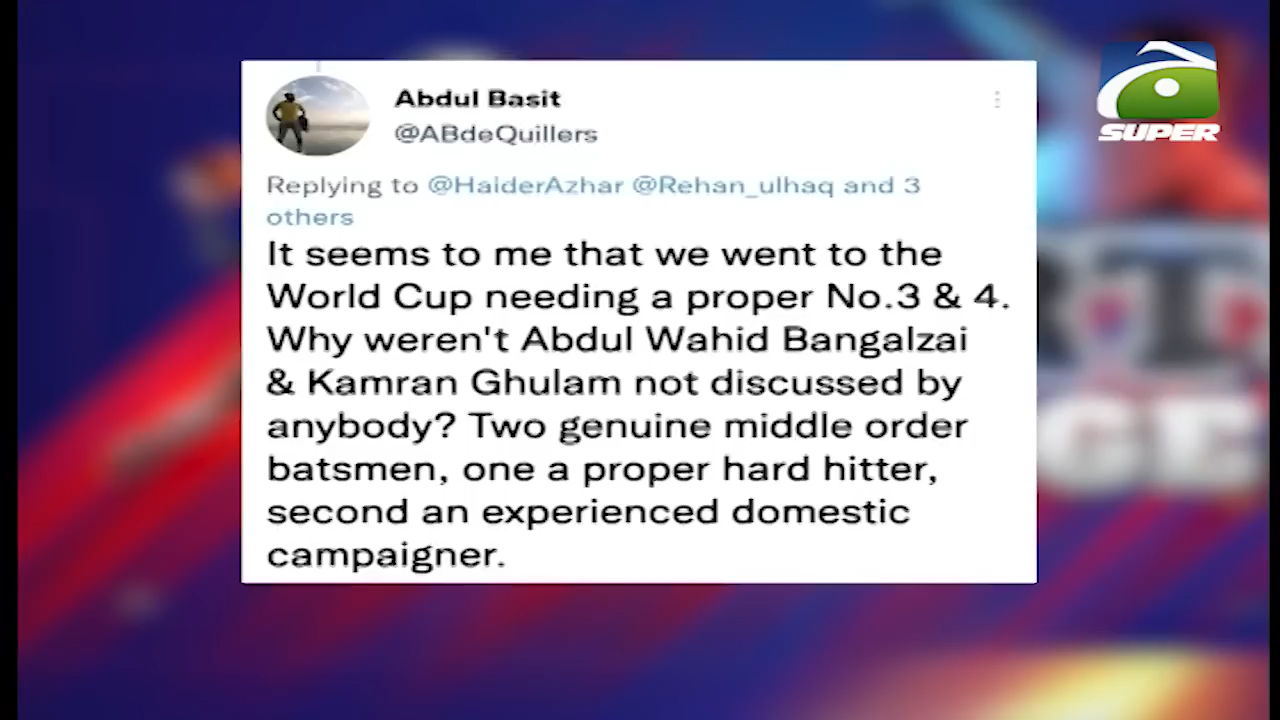 Abdul Basit
@ABdeQuillers
Replying to @HaiderAzhar @Rehan_ulhaq and 3
others
It seems to me that we went to the
World Cup needing a proper No.3 & 4.
Why weren't Abdul Wahid Bangalzai
& Kamran Ghulam not discussed by
anybody? Two genuine middle order
batsmen, one a proper hard hitter,
second an experienced domestic
campaigner.
SUPER